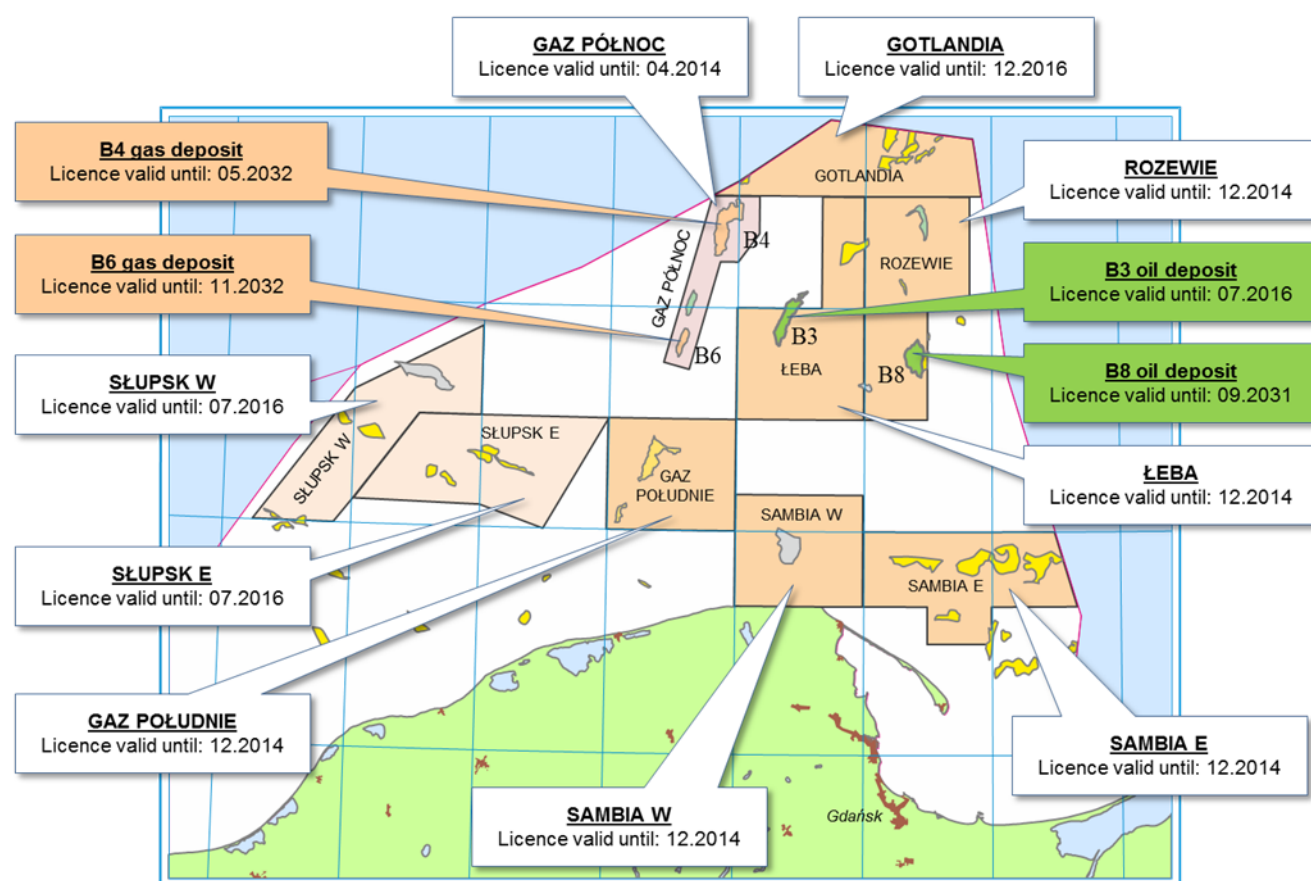 GAZ PÓŁNOC
Licence valid until: 04.2014
GOTLANDIA
Licence valid until: 12.2016
B4 gas deposit
Licence valid until: 05.2032
ROZEWIE
Licence valid until: 12.2014
B6 gas deposit
Licence valid until: 11.2032
B3 oil deposit
Licence valid until: 07.2016
SŁUPSK W
Licence valid until: 07.2016
B8 oil deposit
Licence valid until: 09.2031
ŁEBA
Licence valid until: 12.2014
SŁUPSK E
Licence valid until: 07.2016
GAZ POŁUDNIE
Licence valid until: 12.2014
SAMBIA E
Licence valid until: 12.2014
SAMBIA W
Licence valid until: 12.2014
GOTLANDIA
B4
GAZ PÓŁNOC
ROZEWIE
B3
B6
ŁEBA
B8
SŁUPSK E
SŁUPSK W
GAZ
POŁUDNIE
SAMBIA W
SAMBIA E
Gdańsk